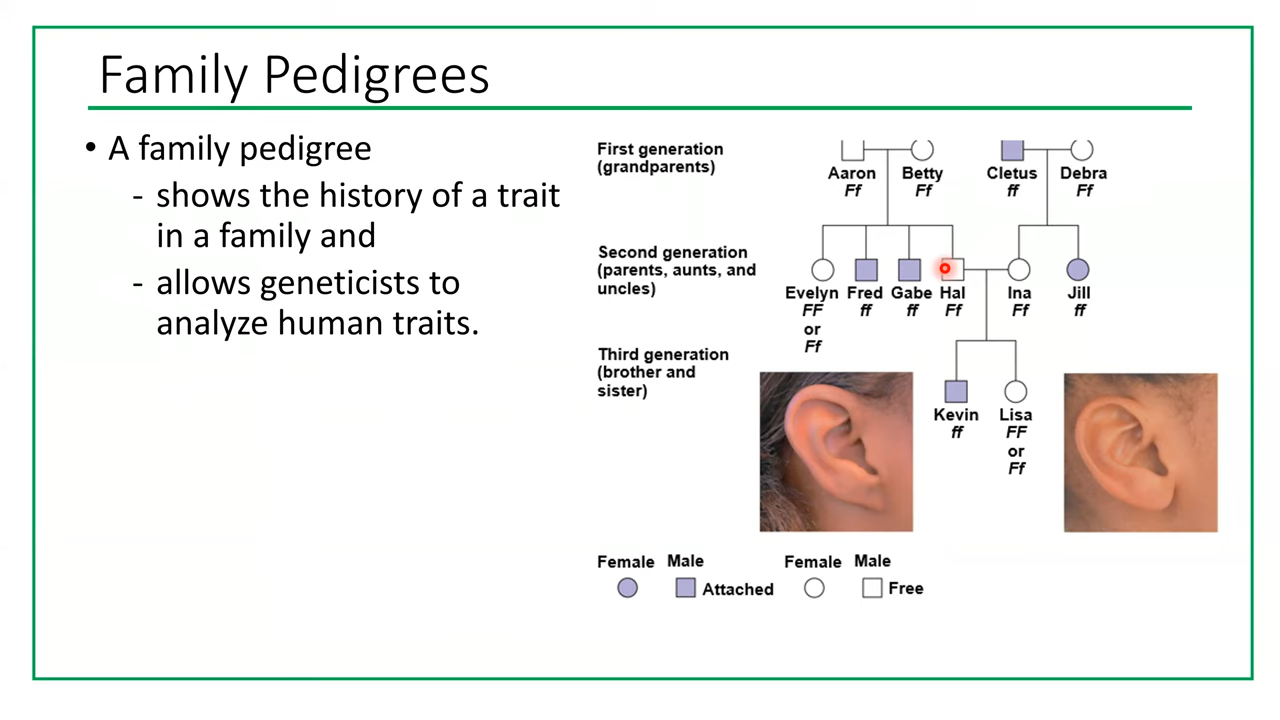 Family Pedigrees
• A family pedigree
- shows the history of a trait
in a family and
- allows geneticists to
analyze human traits.
First generation
(grandparents)
Aaron Betty Cletus Debra
Ff Ff ff Ff
Second generation
(parents, aunts, and
uncles)
Evelyn Fred Gabe Hal Ina Jill
FF ff ff Ff Ff ff
or
Ff
Third generation
(brother and
sister)
Kevin Lisa
ff FF
or
Ff
Female Male Female Male
Attached Free